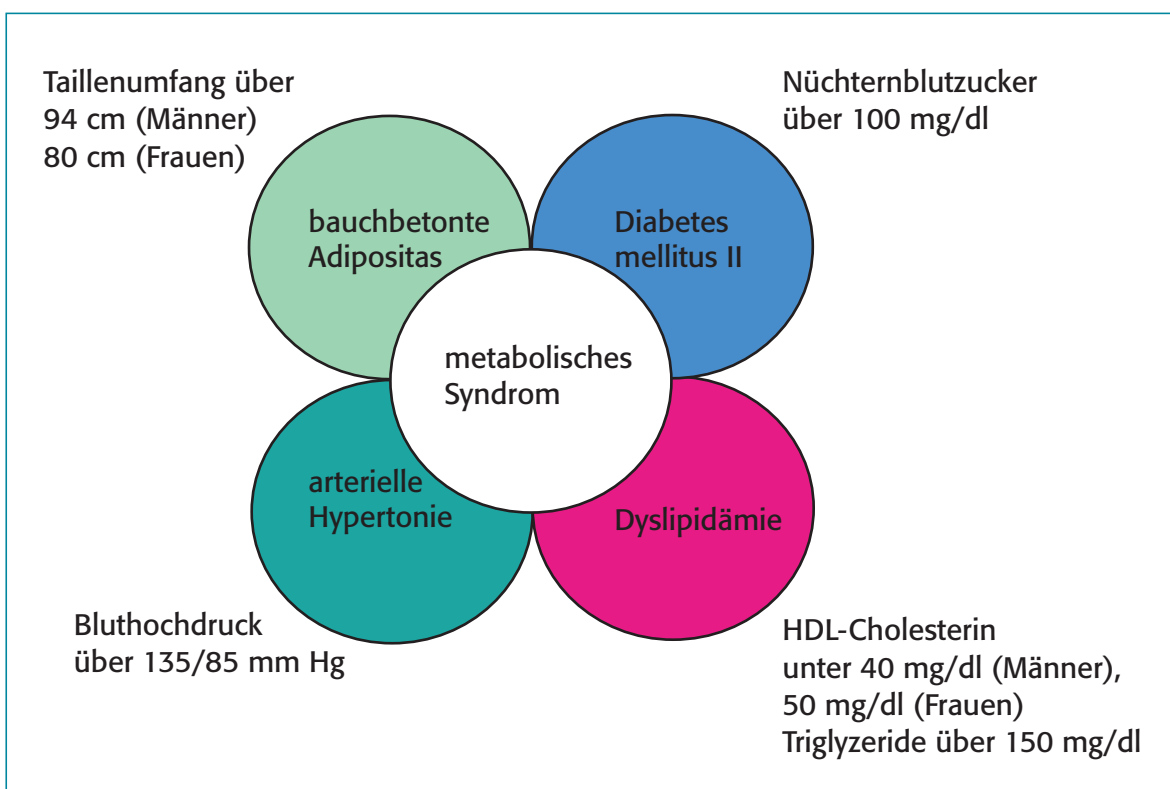 Taillenumfang über
94 cm (Männer)
80 cm (Frauen)
Nüchternblutzucker
über 100 mg/dl
bauchbetonte
Adipositas
Diabetes
mellitus II
metabolisches
Syndrom
arterielle
Hypertonie
Dyslipidämie
Bluthochdruck
über 135/85 mm Hg
HDL-Cholesterin
unter 40 mg/dl (Männer),
50 mg/dl (Frauen)
Triglyzeride über 150 mg/dl